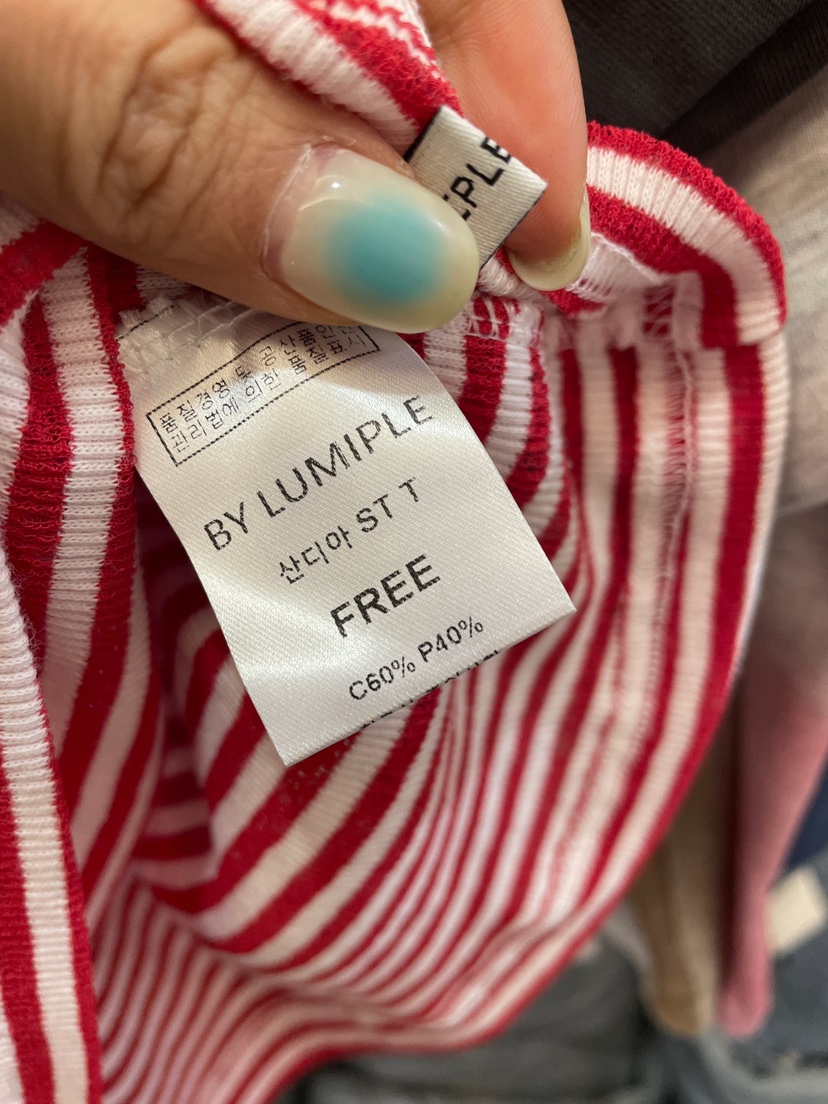 EPLE
품질경영 및 공산품안전
관리법에 의한 품질표시
BY LUMIPLE
산디아 ST T
FREE
C60% P40%